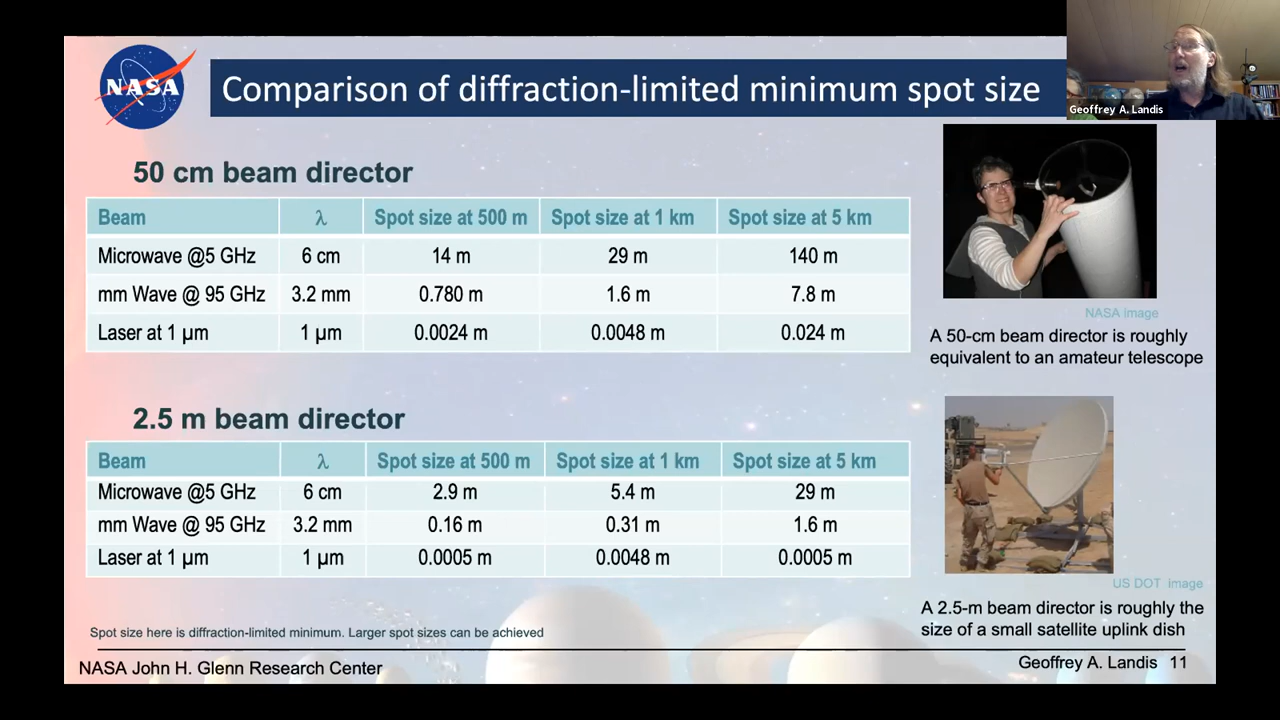 Geoffrey A. Landis
NASA
Comparison of diffraction-limited minimum spot size
50 cm beam director
Beam λ Spot size at 500 m Spot size at 1 km Spot size at 5 km
Microwave @5 GHz 6 cm 14 m 29 m 140 m
mm Wave @ 95 GHz 3.2 mm 0.780 m 1.6 m 7.8 m
Laser at 1 µm 1 µm 0.0024 m 0.0048 m 0.024 m
NASA image
A 50-cm beam director is roughly
equivalent to an amateur telescope
2.5 m beam director
Beam λ Spot size at 500 m Spot size at 1 km Spot size at 5 km
Microwave @5 GHz 6 cm 2.9 m 5.4 m 29 m
mm Wave @ 95 GHz 3.2 mm 0.16 m 0.31 m 1.6 m
Laser at 1 µm 1 µm 0.0005 m 0.0048 m 0.0005 m
US DOT image
A 2.5-m beam director is roughly the
size of a small satellite uplink dish
Spot size here is diffraction-limited minimum. Larger spot sizes can be achieved
NASA John H. Glenn Research Center
Geoffrey A. Landis 11